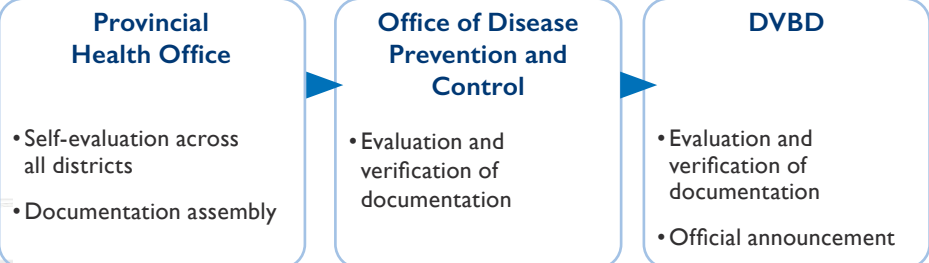 Provincial
Health Office
• Self-evaluation across
all districts
• Documentation assembly
Office of Disease
Prevention and
Control
• Evaluation and
verification of
documentation
DVBD
• Evaluation and
verification of
documentation
• Official announcement